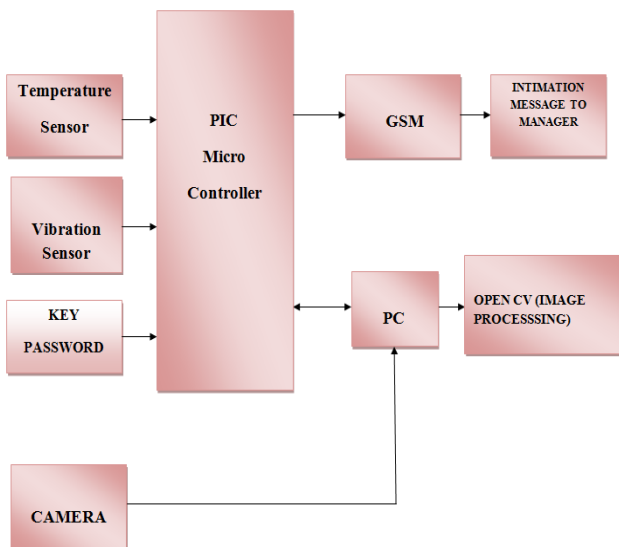 Temperature
Sensor
PIC
Micro
Controller
GSM
INTIMATION
MESSAGE TO
MANAGER
Vibration
Sensor
KEY
PASSWORD
PC
OPEN CV (IMAGE
PROCESSSING)
CAMERA